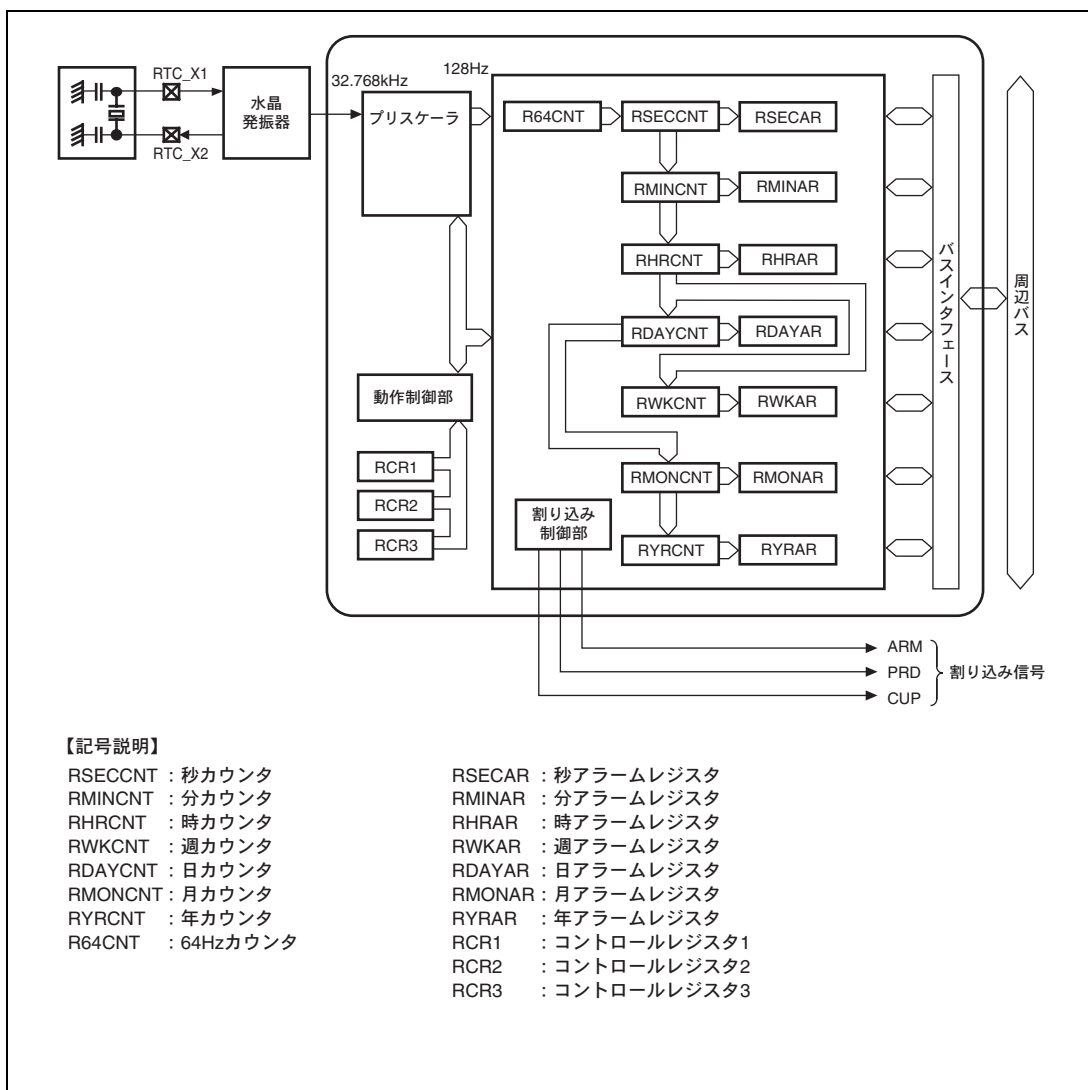 RTC_X1
RTC_X2
水晶
発振器
32.768kHz
プリスケーラ
128Hz
R64CNT
RSECCNT
RSECAR
RMINCNT
RMINAR
RHRCNT
RHRAR
RDAYCNT
RDAYAR
RWKCNT
RWKAR
RMONCNT
RMONAR
RYRCNT
RYRAR
動作制御部
RCR1
RCR2
RCR3
割り込み
制御部
バスインタフェース
周辺バス
ARM
PRD
CUP
割り込み信号
【記号説明】
RSECCNT :秒カウンタ
RMINCNT :分カウンタ
RHRCNT :時カウンタ
RWKCNT :週カウンタ
RDAYCNT :日カウンタ
RMONCNT:月カウンタ
RYRCNT :年カウンタ
R64CNT :64Hzカウンタ
RSECAR :秒アラームレジスタ
RMINAR :分アラームレジスタ
RHRAR :時アラームレジスタ
RWKAR :週アラームレジスタ
RDAYAR :日アラームレジスタ
RMONAR:月アラームレジスタ
RYRAR :年アラームレジスタ
RCR1 :コントロールレジスタ1
RCR2 :コントロールレジスタ2
RCR3 :コントロールレジスタ3